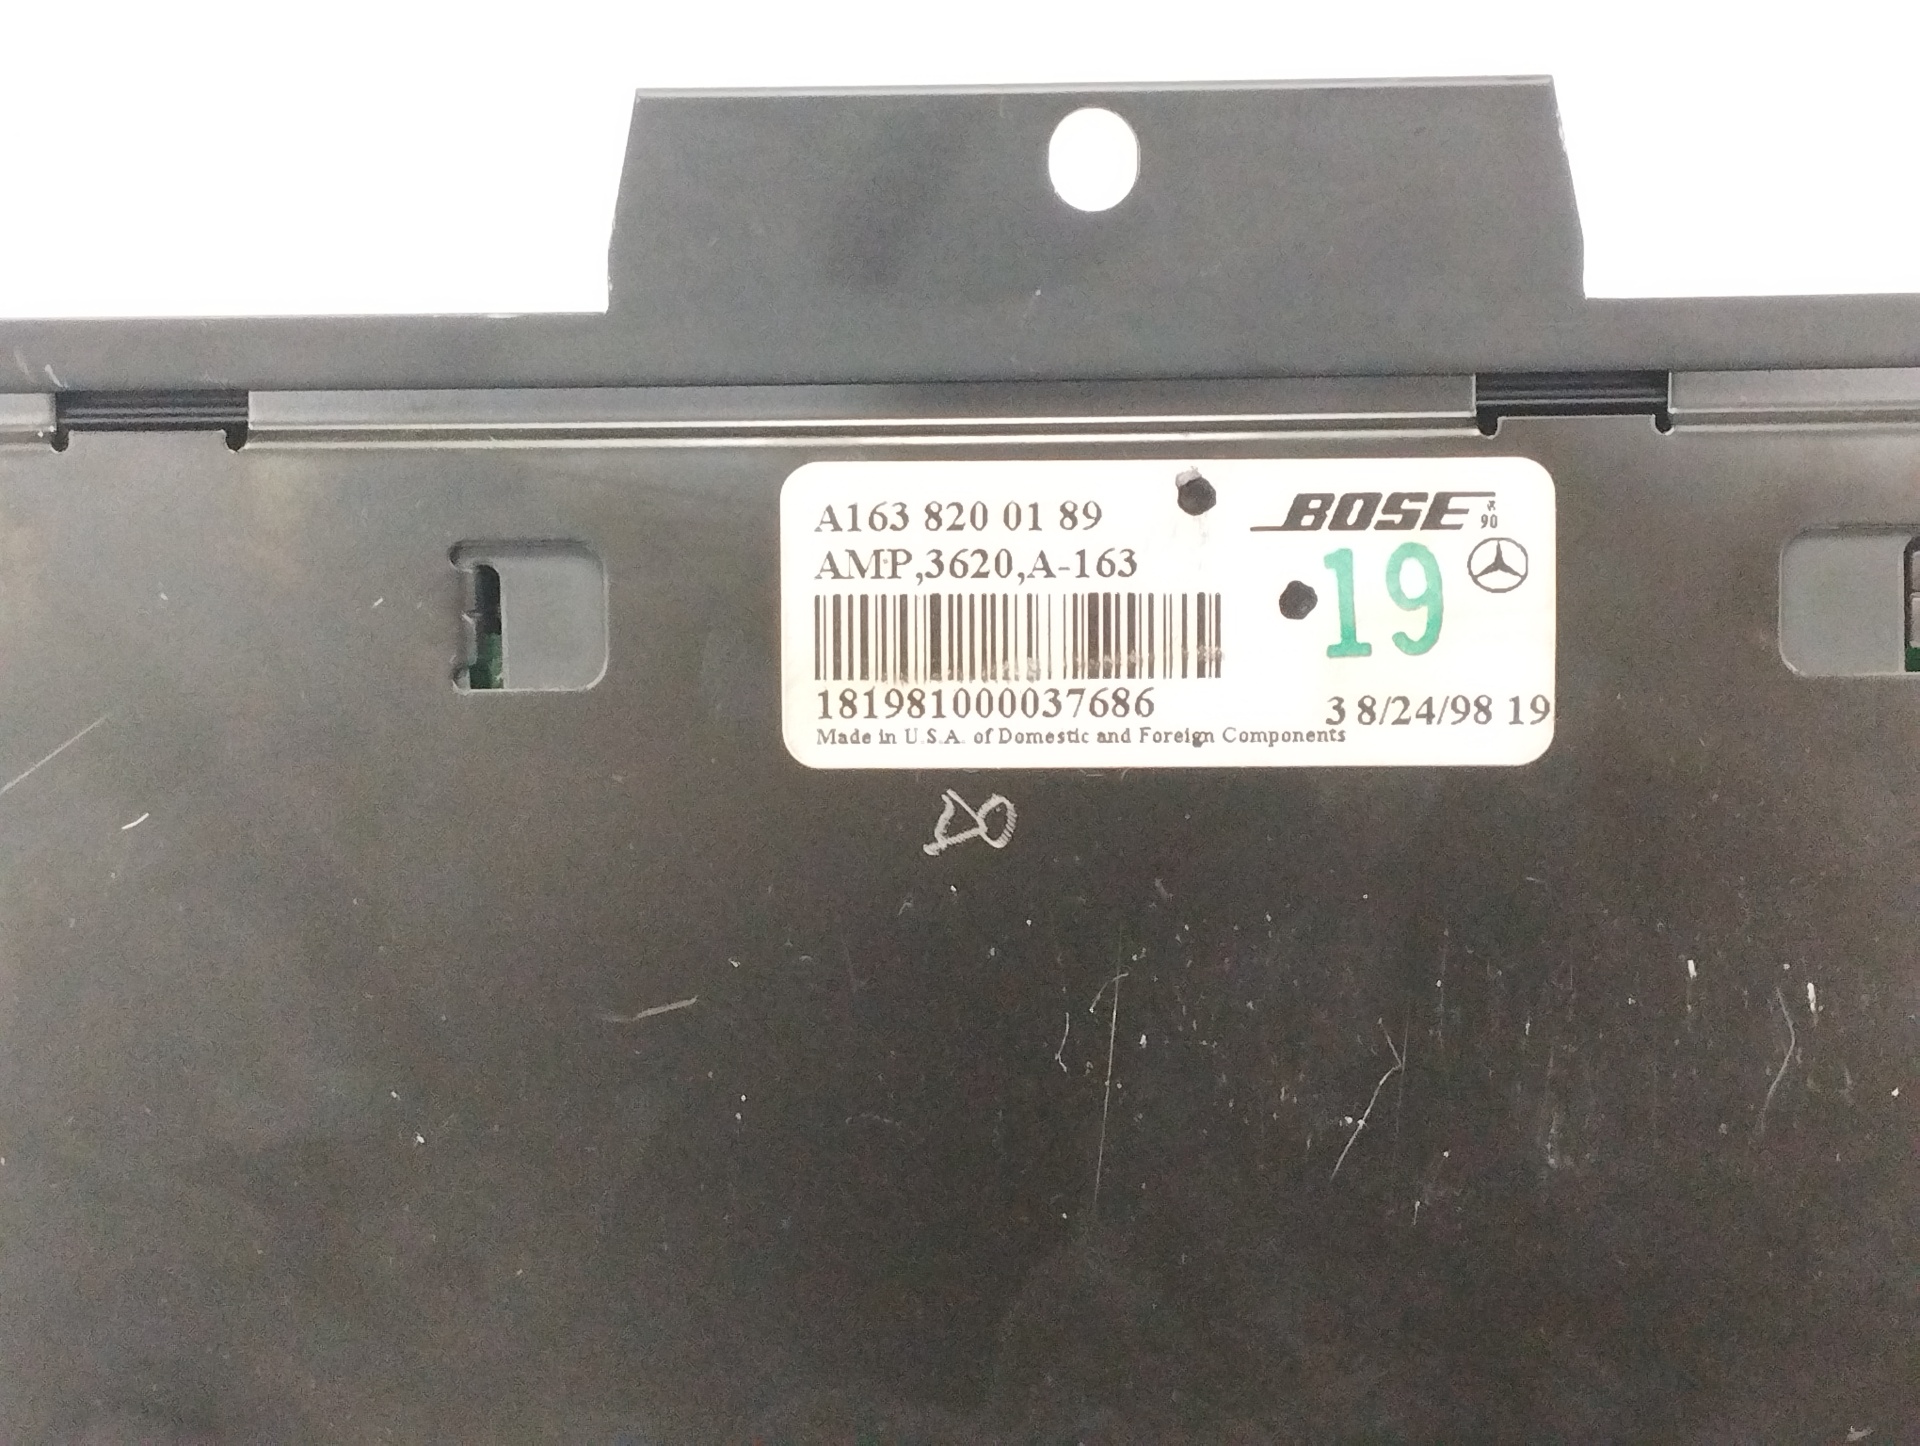 A163 820 01 89
BOSE
90
AMP,3620,A-163
19
181981000037686
3 8/24/98 19
Made in U.S.A. of Domestic and Foreign Components